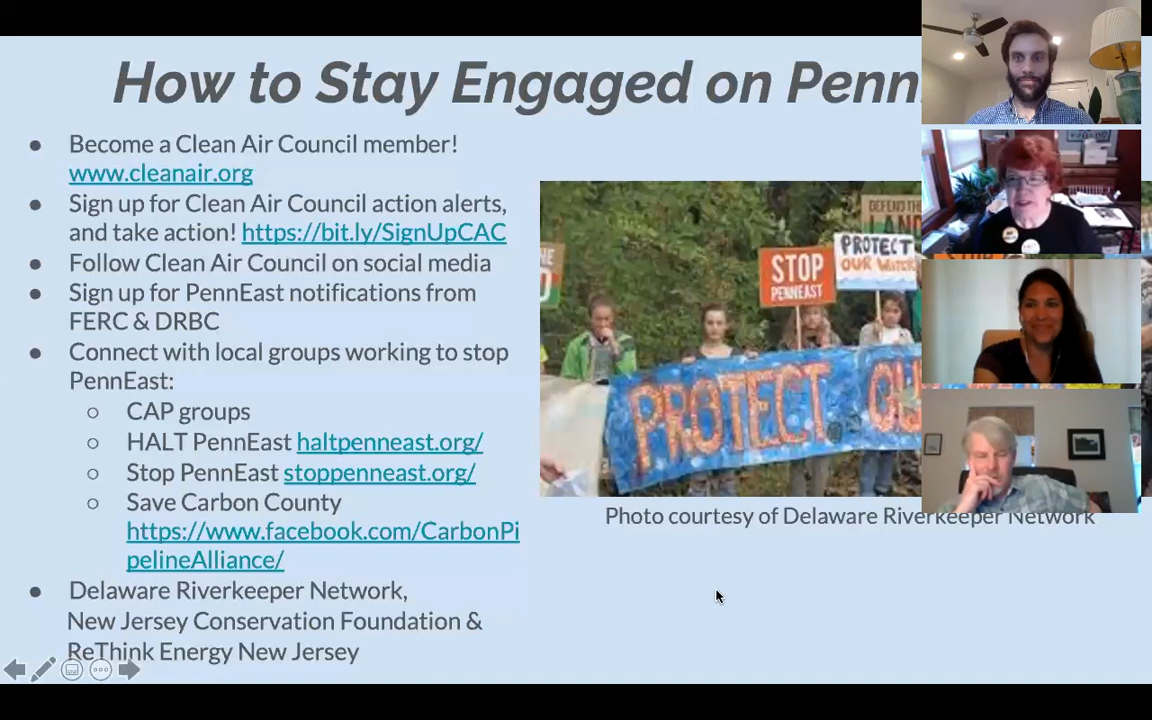 How to Stay Engaged on Penn
● Become a Clean Air Council member!
www.cleanair.org
● Sign up for Clean Air Council action alerts,
and take action! https://bit.ly/SignUpCAC
● Follow Clean Air Council on social media
● Sign up for PennEast notifications from
FERC & DRBC
● Connect with local groups working to stop
PennEast:
○ CAP groups
○ HALT PennEast haltpenneast.org/
○ Stop PennEast stoppenneast.org/
○ Save Carbon County
https://www.facebook.com/CarbonPi
pelineAlliance/
● Delaware Riverkeeper Network,
New Jersey Conservation Foundation &
ReThink Energy New Jersey
DEFEND THE
LAND
PROTECT
OUR WATER
STOP
PENNEAST
PROTECT
Photo courtesy of Delaware Riverkeeper Network